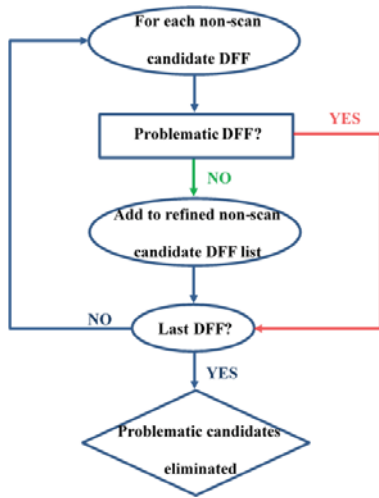 For each non-scan
candidate DFF
Problematic DFF?
YES
NO
Add to refined non-scan
candidate DFF list
NO
Last DFF?
YES
Problematic candidates
eliminated